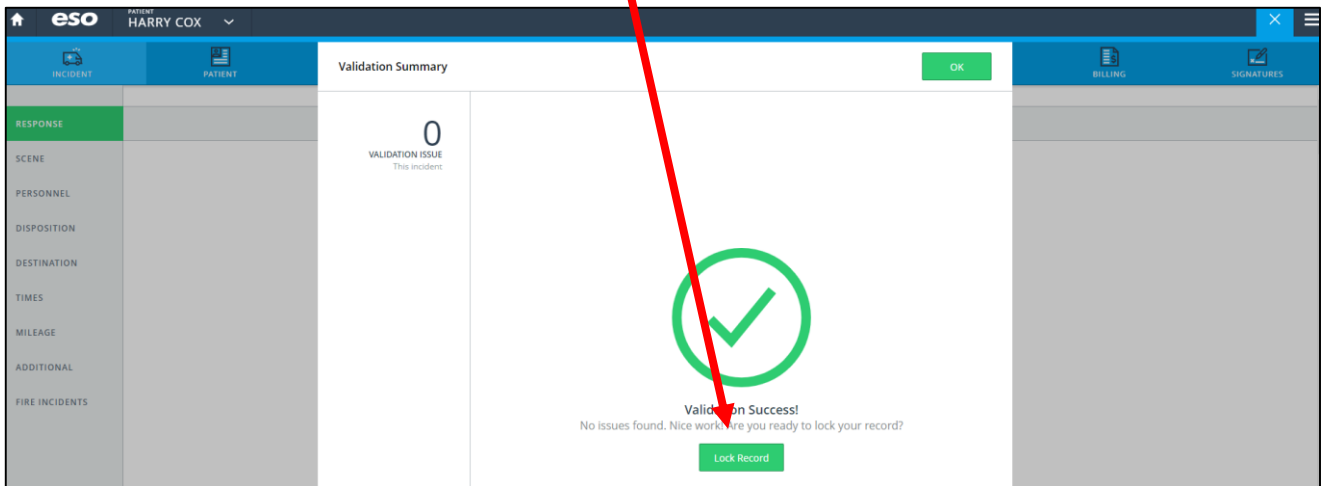 eso
PATIENT
HARRY COX
INCIDENT
PATIENT
Validation Summary
OK
BILLING
SIGNATURES
RESPONSE
SCENE
PERSONNEL
DISPOSITION
DESTINATION
TIMES
MILEAGE
ADDITIONAL
FIRE INCIDENTS
0
VALIDATION ISSUE
This incident
Validation Success!
No issues found. Nice work! Are you ready to lock your record?
Lock Record